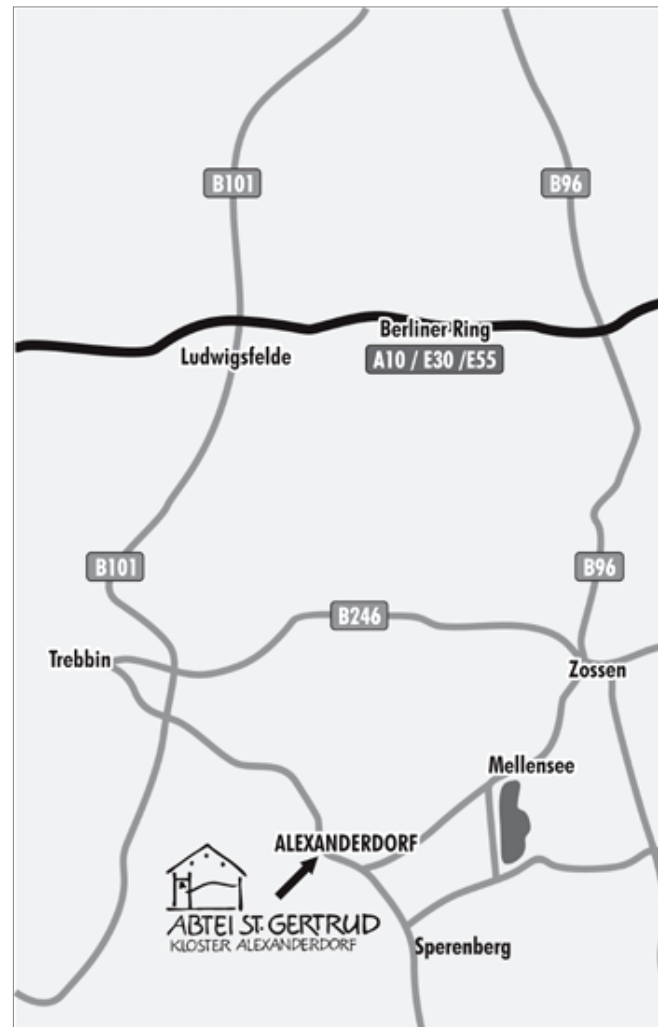 B101
B96
Berliner Ring
Ludwigsfelde
A10 / E30 /E55
B101
B96
B246
Trebbin
Zossen
Mellensee
ALEXANDERDORF
ABTEI ST. GERTRUD
KLOSTER ALEXANDERDORF
Sperenberg